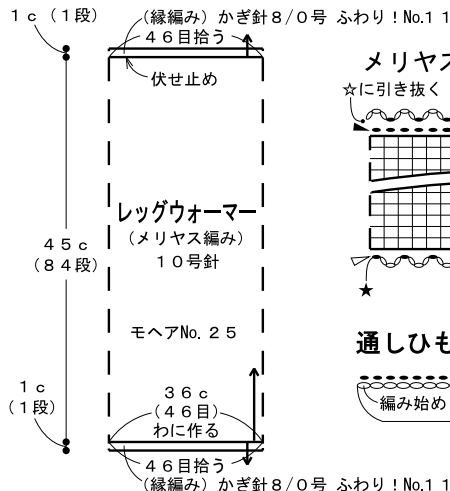 1c(1段)
(縁編み)かぎ針8/0号 ふわり!No.11
46目拾う
伏せ止め
レッグウォーマー
(メリヤス編み)
10号針
45c
(84段)
モヘアNo.25
1c
(1段)
36c
(46目)
わに作る
46目拾う
(縁編み)かぎ針8/0号 ふわり!No.11
メリヤス
☆に引き抜く
★
通しひも
編み始め